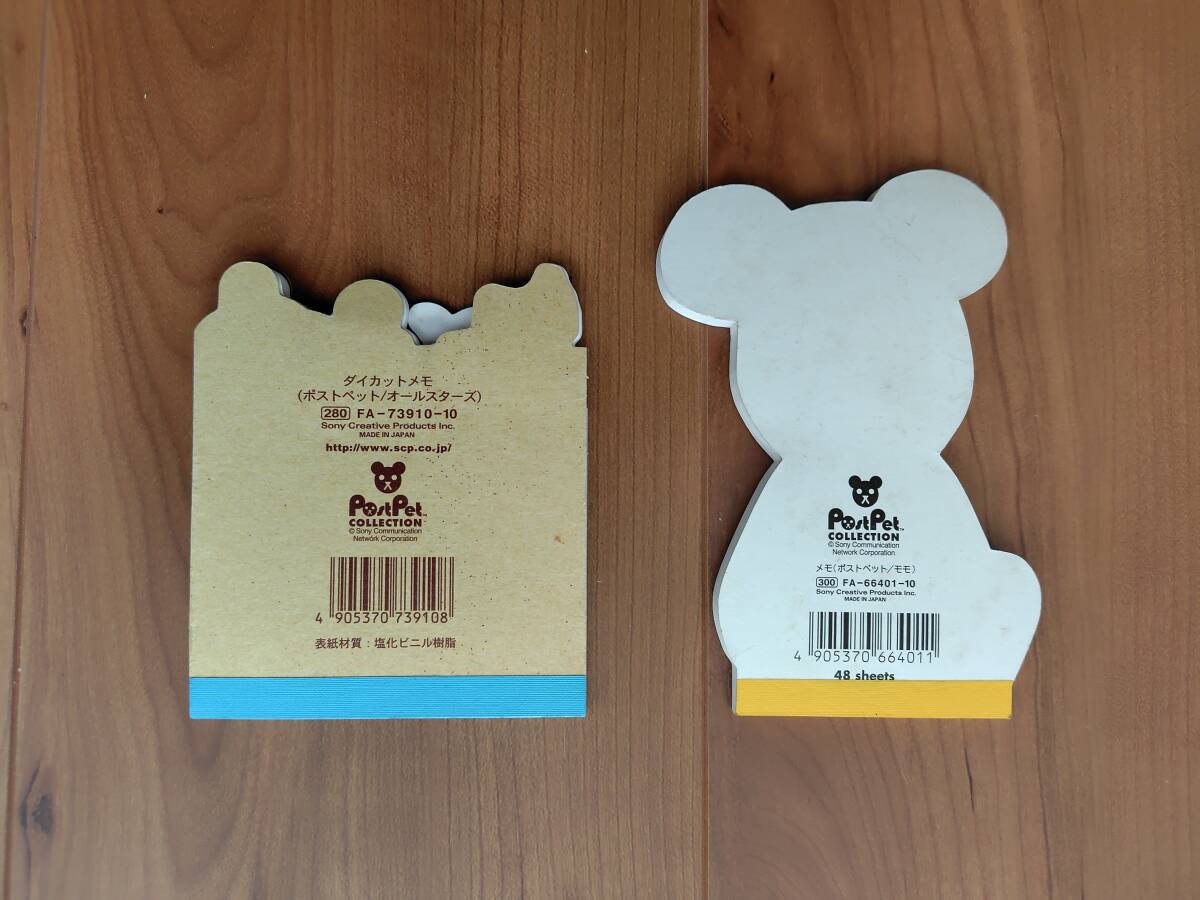 ダイカットメモ
(ポストペット/オールスターズ)
280 FA-73910-10
Sony Creative Products Inc.
MADE IN JAPAN
http://www.scp.co.jp/
PostPet™
COLLECTION
© Sony Communication
Network Corporation
4 905370 739108
表紙材質：塩化ビニル樹脂
PostPet™
COLLECTION
© Sony Communication
Network Corporation
メモ(ポストペット/モモ)
300 FA-66401-10
Sony Creative Products Inc.
MADE IN JAPAN
4 905370 664011
48 sheets